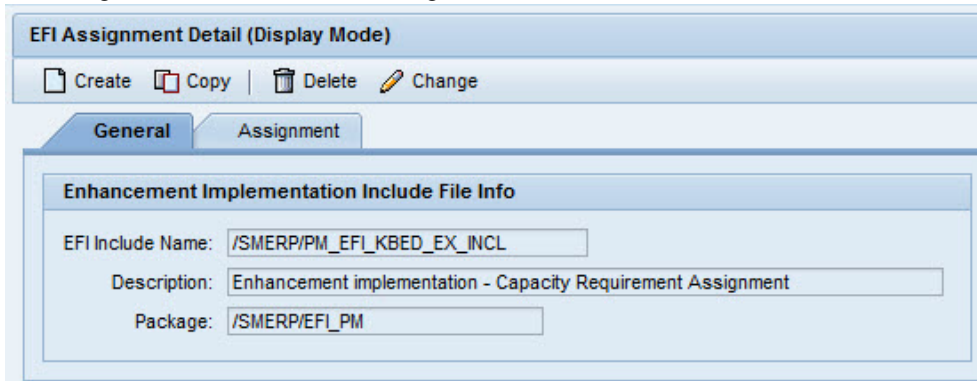 EFI Assignment Detail (Display Mode)
Create Copy | Delete Change
General Assignment
Enhancement Implementation Include File Info
EFI Include Name: /SMERP/PM_EFI_KBED_EX_INCL
Description: Enhancement implementation - Capacity Requirement Assignment
Package: /SMERP/EFI_PM